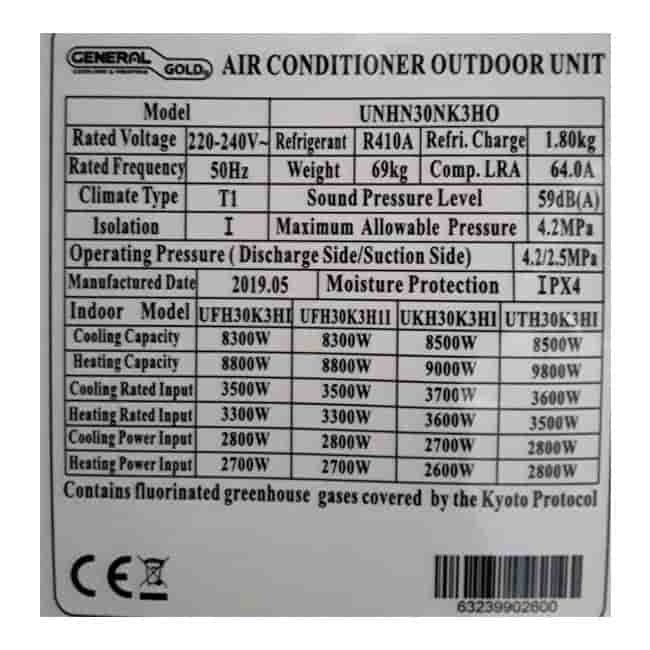 GENERAL GOLD® AIR CONDITIONER OUTDOOR UNIT
COOLING & HEATING
Model UNHN30NK3HO
Rated Voltage 220-240V~ Refrigerant R410A Refri. Charge 1.80kg
Rated Frequency 50Hz Weight 69kg Comp. LRA 64.0A
Climate Type T1 Sound Pressure Level 59dB(A)
Isolation I Maximum Allowable Pressure 4.2MPa
Operating Pressure ( Discharge Side/Suction Side) 4.2/2.5MPa
Manufactured Date 2019.05 Moisture Protection IPX4
Indoor Model UFH30K3HI UFH30K3H1I UKH30K3HI UTH30K3HI
Cooling Capacity 8300W 8300W 8500W 8500W
Heating Capacity 8800W 8800W 9000W 9800W
Cooling Rated Input 3500W 3500W 3700W 3600W
Heating Rated Input 3300W 3300W 3600W 3500W
Cooling Power Input 2800W 2800W 2700W 2800W
Heating Power Input 2700W 2700W 2600W 2800W
Contains fluorinated greenhouse gases covered by the Kyoto Protocol
CE
63239902600